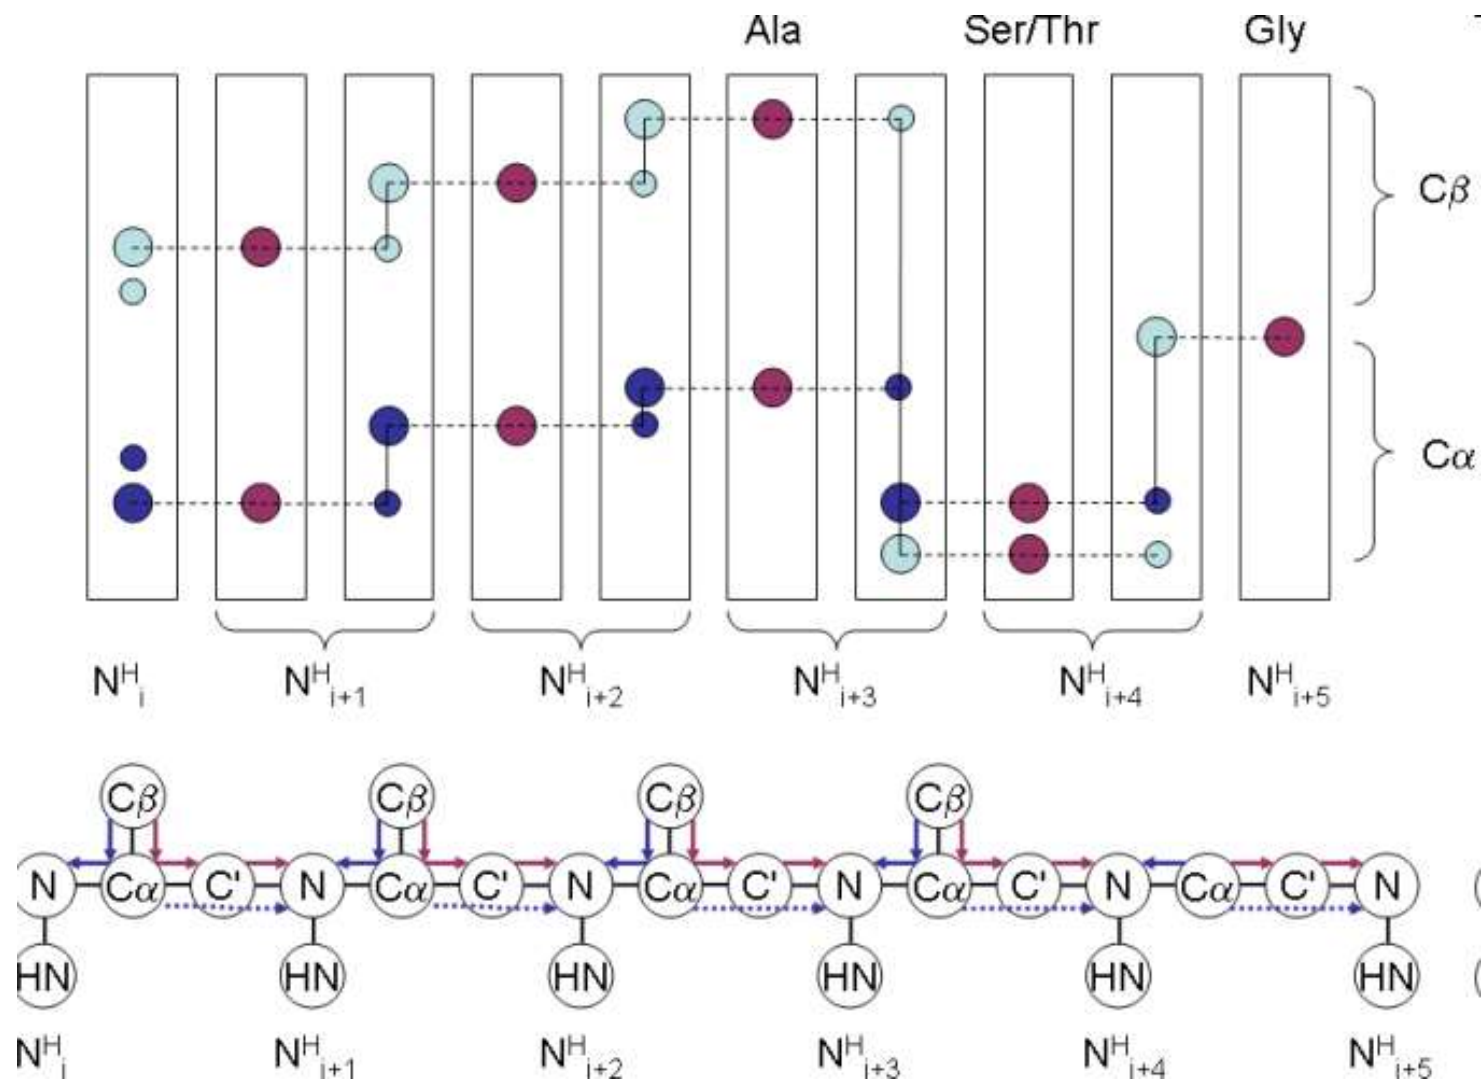 Ala Ser/Thr Gly
Cβ
Cα
Nᴴi Nᴴi+1 Nᴴi+2 Nᴴi+3 Nᴴi+4 Nᴴi+5
Cβ Cβ Cβ Cβ
N Cα C' N Cα C' N Cα C' N Cα C' N Cα C' N
HN HN HN HN HN HN
Nᴴi Nᴴi+1 Nᴴi+2 Nᴴi+3 Nᴴi+4 Nᴴi+5